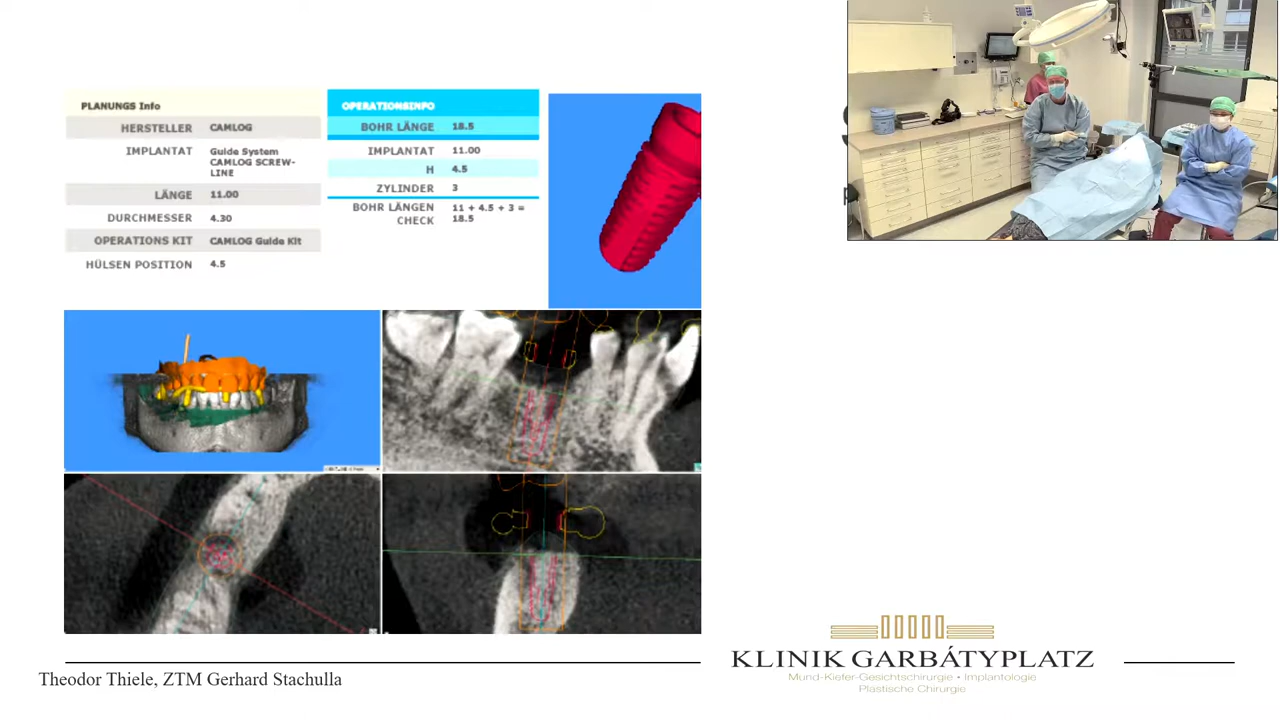 PLANUNGS Info
HERSTELLER CAMLOG
IMPLANTAT Guide System
CAMLOG SCREW-
LINE
LÄNGE 11.00
DURCHMESSER 4.30
OPERATIONS KIT CAMLOG Guide Kit
HÜLSEN POSITION 4.5
OPERATIONSINFO
BOHR LÄNGE 18.5
IMPLANTAT 11.00
H 4.5
ZYLINDER 3
BOHR LÄNGEN 11 + 4.5 + 3 =
CHECK 18.5
Theodor Thiele, ZTM Gerhard Stachulla
KLINIK GARBÁTYPLATZ
Mund-Kiefer-Gesichtschirurgie • Implantologie
Plastische Chirurgie